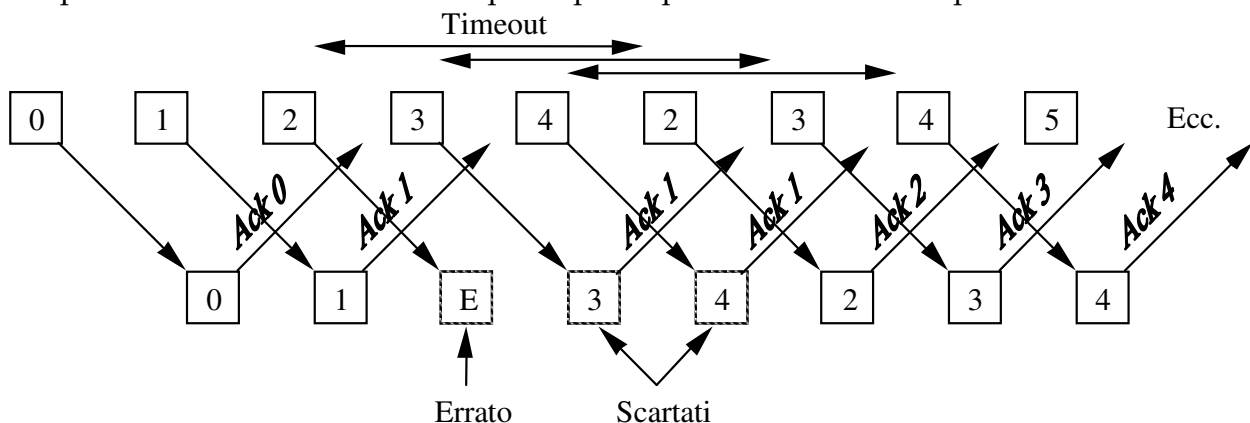 Timeout
0 1 2 3 4 2 3 4 5 Ecc.
Ack 0 Ack 1 Ack 1 Ack 1 Ack 2 Ack 3 Ack 4
0 1 E 3 4 2 3 4
Errato Scartati